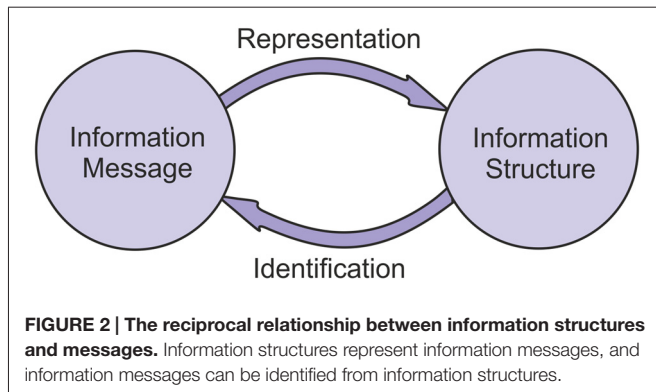 Representation
Information
Message
Information
Structure
Identification
FIGURE 2 | The reciprocal relationship between information structures
and messages. Information structures represent information messages, and
information messages can be identified from information structures.